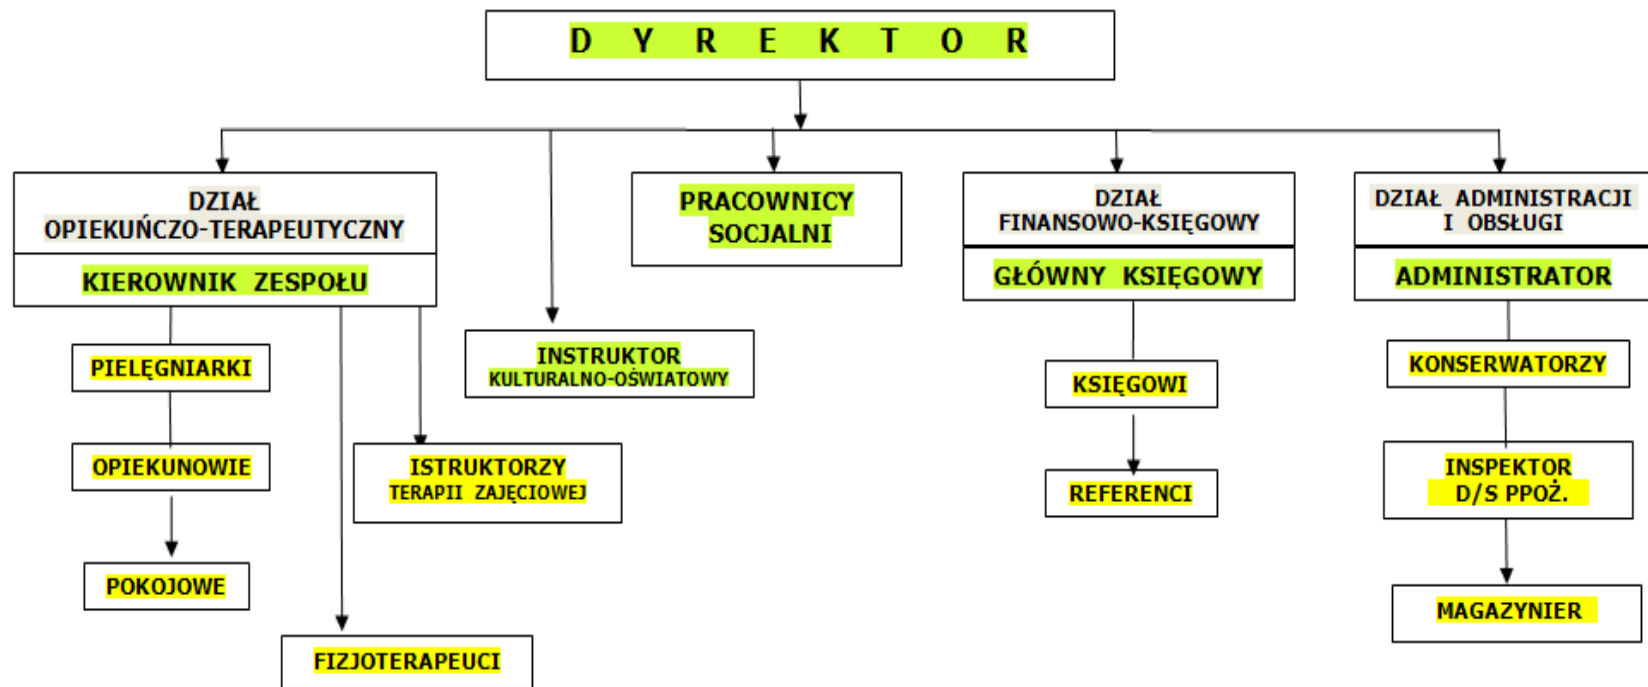 D Y R E K T O R
DZIAŁ
OPIEKUŃCZO-TERAPEUTYCZNY
KIEROWNIK ZESPOŁU
PIELĘGNIARKI
OPIEKUNOWIE
POKOJOWE
ISTRUKTORZY
TERAPII ZAJĘCIOWEJ
FIZJOTERAPEUCI
INSTRUKTOR
KULTURALNO-OŚWIATOWY
PRACOWNICY
SOCJALNI
DZIAŁ
FINANSOWO-KSIĘGOWY
GŁÓWNY KSIĘGOWY
KSIĘGOWI
REFERENCI
DZIAŁ ADMINISTRACJI
I OBSŁUGI
ADMINISTRATOR
KONSERWATORZY
INSPEKTOR
D/S PPOŻ.
MAGAZYNIER